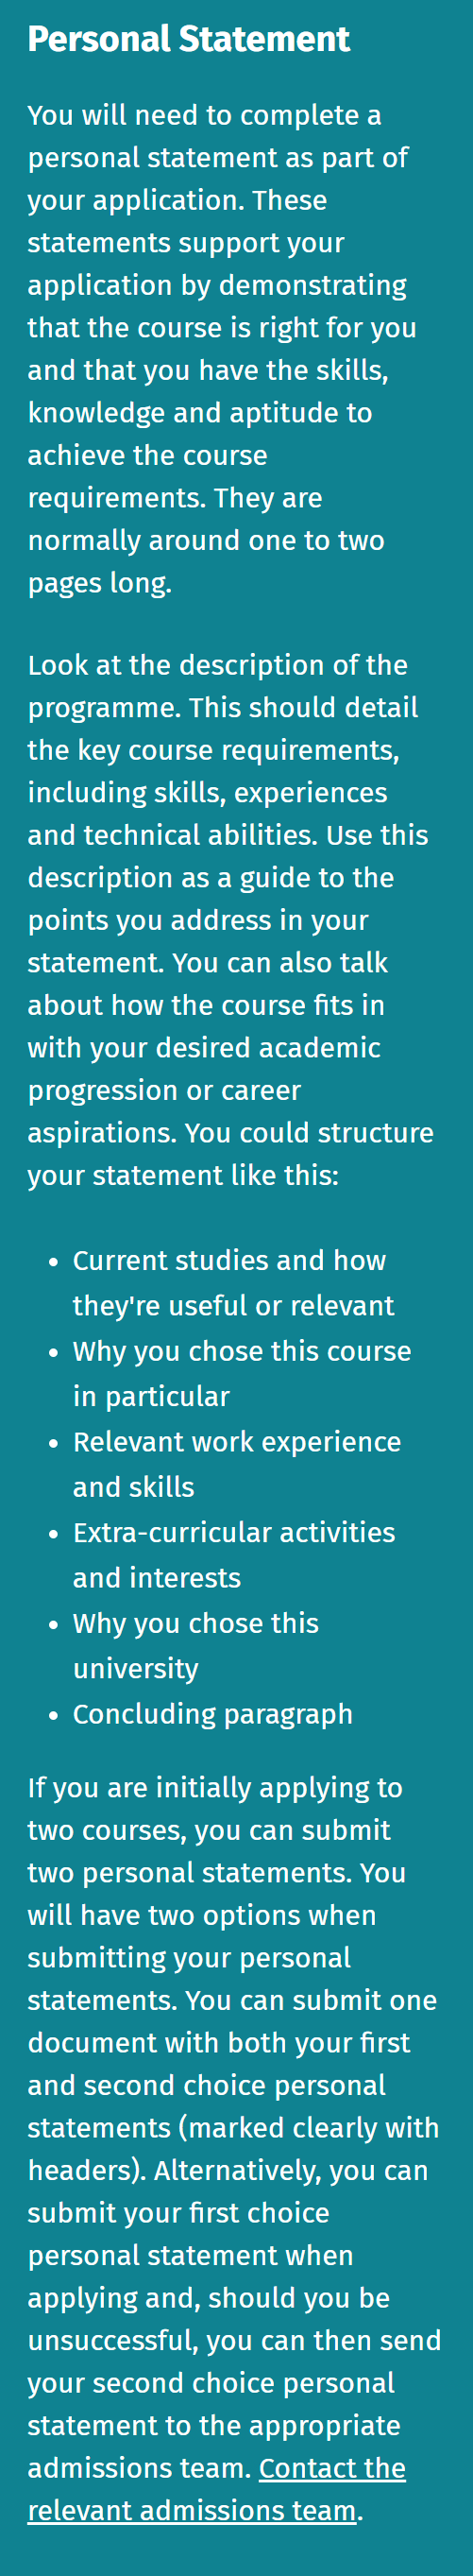 Personal Statement
You will need to complete a
personal statement as part of
your application. These
statements support your
application by demonstrating
that the course is right for you
and that you have the skills,
knowledge and aptitude to
achieve the course
requirements. They are
normally around one to two
pages long.
Look at the description of the
programme. This should detail
the key course requirements,
including skills, experiences
and technical abilities. Use this
description as a guide to the
points you address in your
statement. You can also talk
about how the course fits in
with your desired academic
progression or career
aspirations. You could structure
your statement like this:
• Current studies and how
they're useful or relevant
• Why you chose this course
in particular
• Relevant work experience
and skills
• Extra-curricular activities
and interests
• Why you chose this
university
• Concluding paragraph
If you are initially applying to
two courses, you can submit
two personal statements. You
will have two options when
submitting your personal
statements. You can submit one
document with both your first
and second choice personal
statements (marked clearly with
headers). Alternatively, you can
submit your first choice
personal statement when
applying and, should you be
unsuccessful, you can then send
your second choice personal
statement to the appropriate
admissions team. Contact the
relevant admissions team.